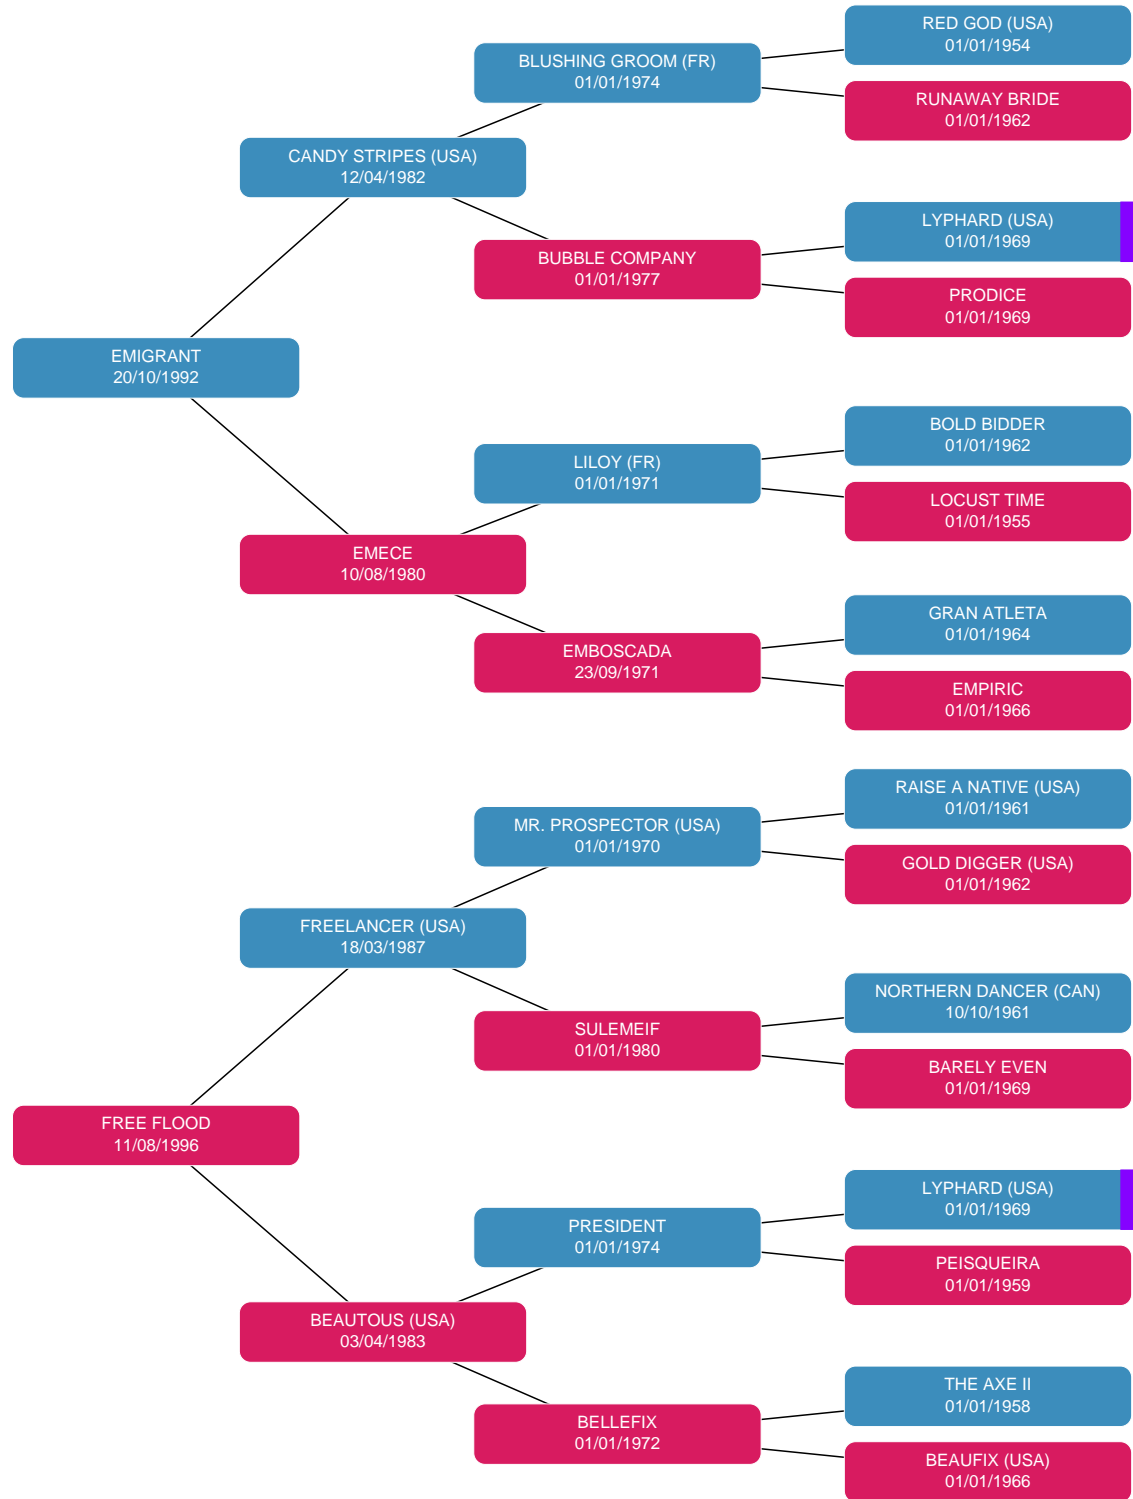 RED GOD (USA)
01/01/1954
BLUSHING GROOM (FR)
01/01/1974
RUNAWAY BRIDE
01/01/1962
CANDY STRIPES (USA)
12/04/1982
LYPHARD (USA)
01/01/1969
BUBBLE COMPANY
01/01/1977
PRODICE
01/01/1969
EMIGRANT
20/10/1992
BOLD BIDDER
01/01/1962
LILOY (FR)
01/01/1971
LOCUST TIME
01/01/1955
EMECE
10/08/1980
GRAN ATLETA
01/01/1964
EMBOSCADA
23/09/1971
EMPIRIC
01/01/1966
RAISE A NATIVE (USA)
01/01/1961
MR. PROSPECTOR (USA)
01/01/1970
GOLD DIGGER (USA)
01/01/1962
FREELANCER (USA)
18/03/1987
NORTHERN DANCER (CAN)
10/10/1961
SULEMEIF
01/01/1980
BARELY EVEN
01/01/1969
FREE FLOOD
11/08/1996
LYPHARD (USA)
01/01/1969
PRESIDENT
01/01/1974
PEISQUEIRA
01/01/1959
BEAUTOUS (USA)
03/04/1983
THE AXE II
01/01/1958
BELLEFIX
01/01/1972
BEAUFIX (USA)
01/01/1966